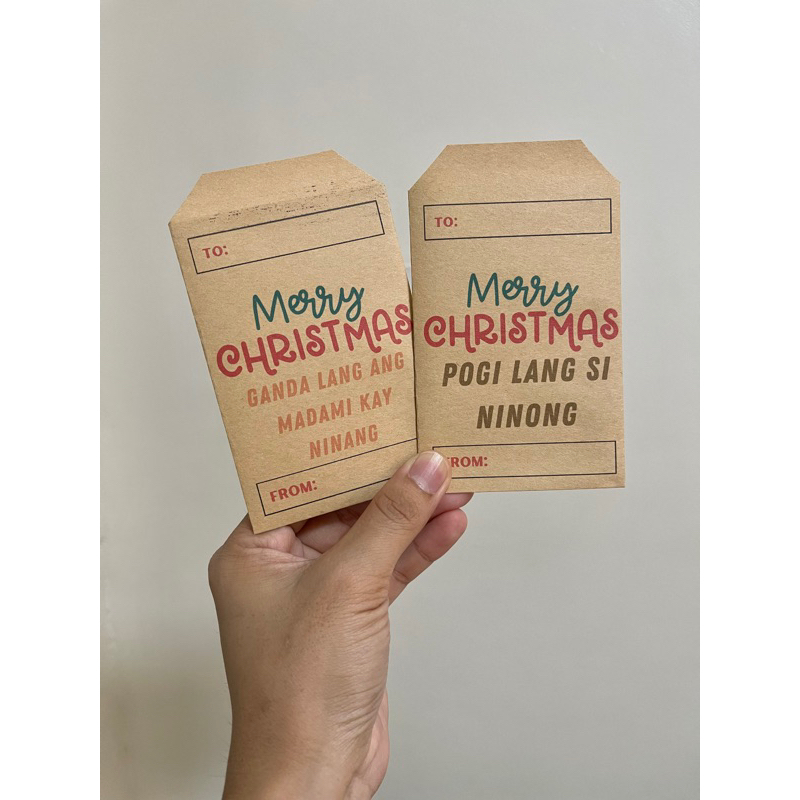 TO:
Merry
CHRISTMAS
GANDA LANG ANG
MADAMI KAY
NINANG
FROM:
TO:
Merry
CHRISTMAS
POGI LANG SI
NINONG
FROM: